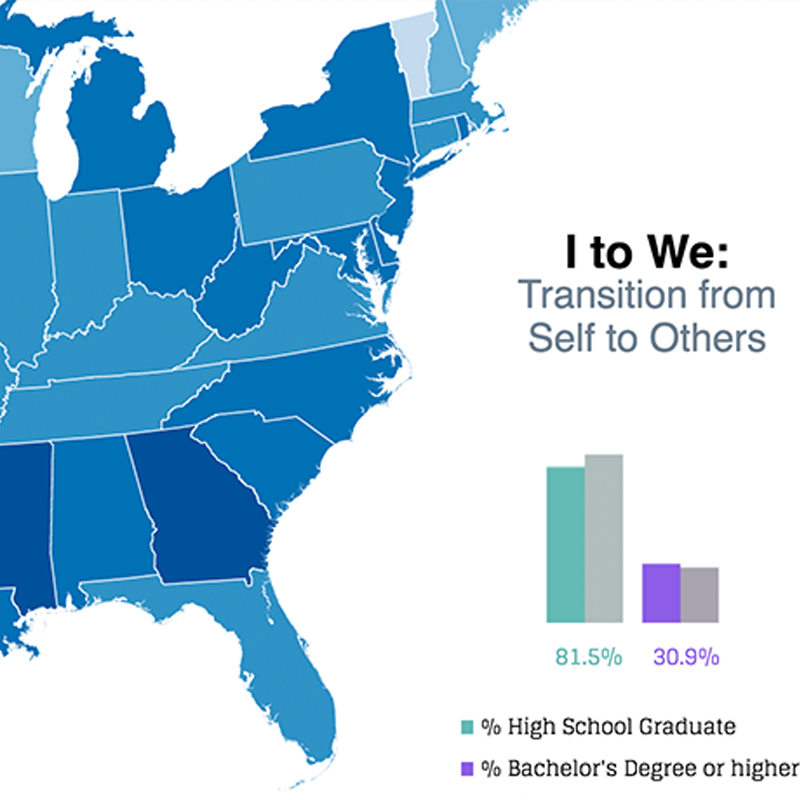 I to We:
Transition from
Self to Others
81.5% 30.9%
% High School Graduate
% Bachelor's Degree or higher